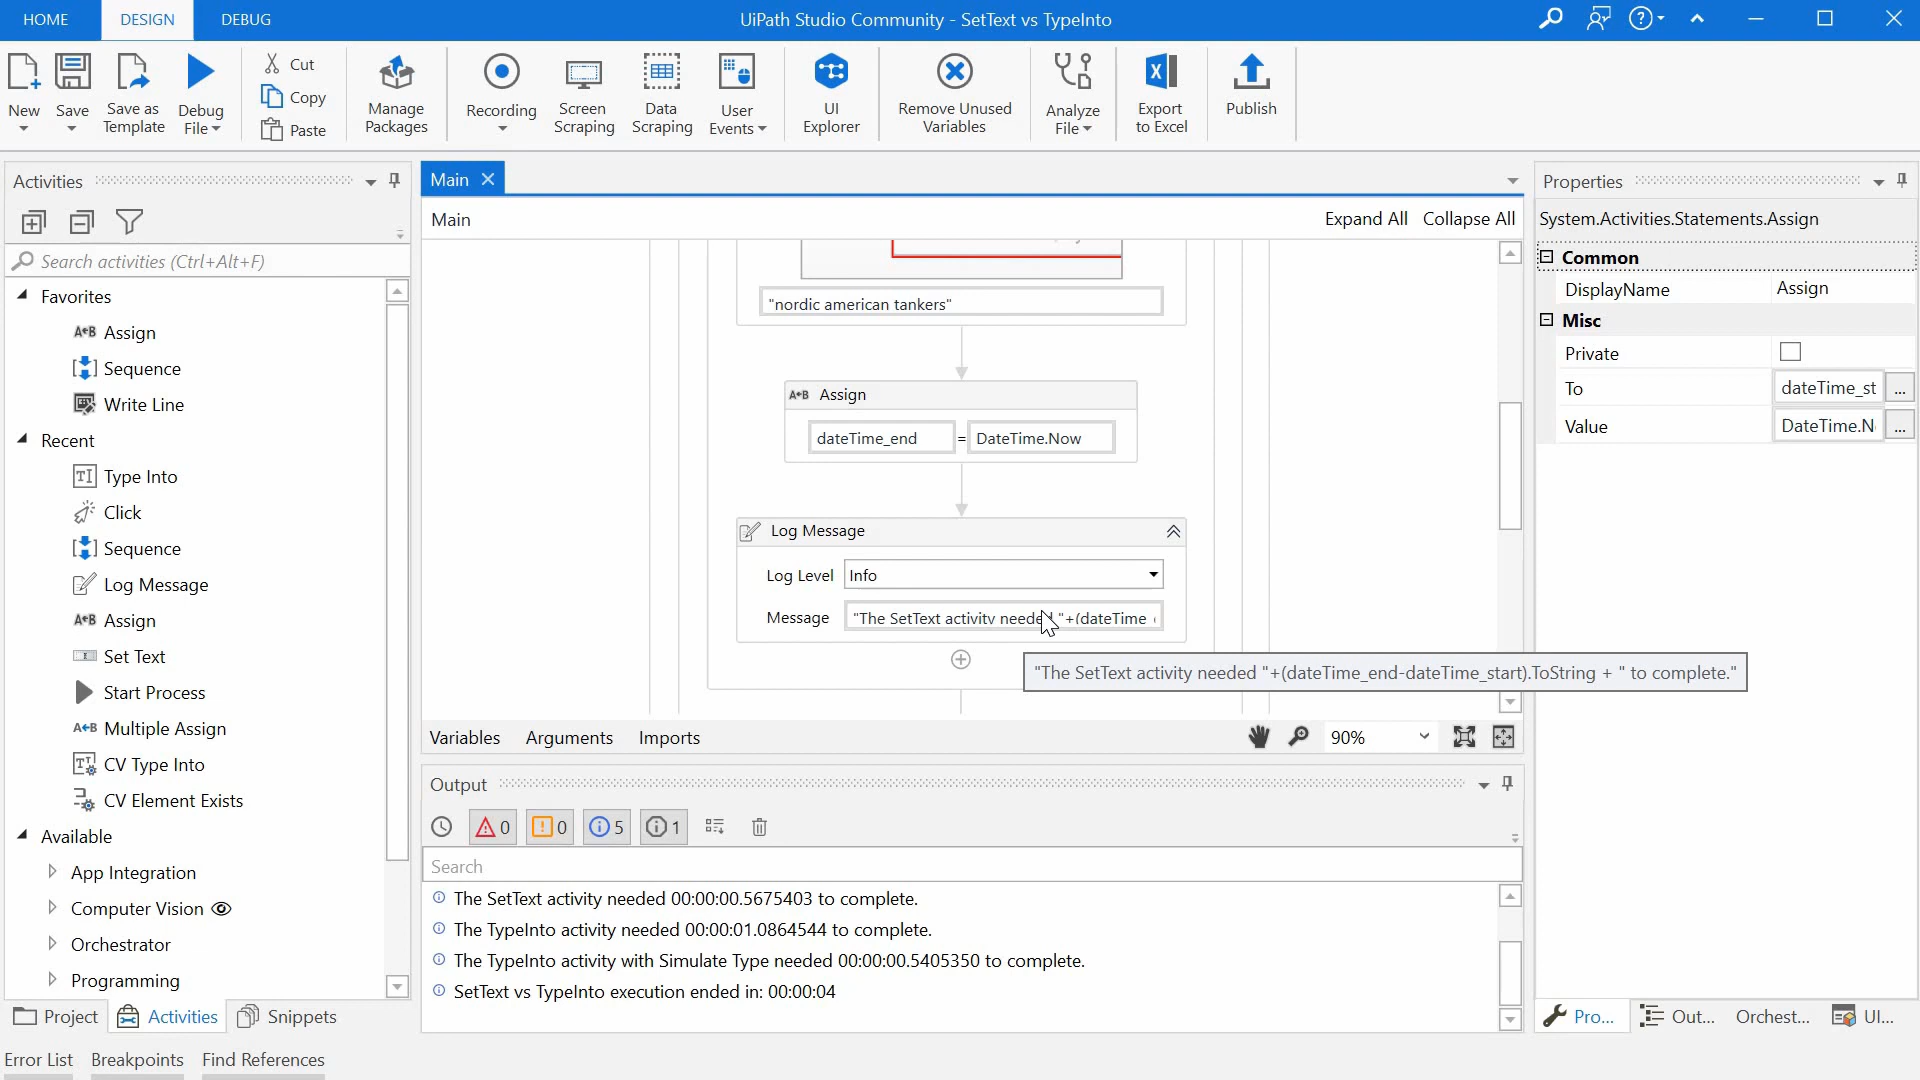 HOME DESIGN DEBUG UiPath Studio Community - SetText vs TypeInto
New Save Save as Template Debug File
Cut
Copy
Paste
Manage Packages
Recording
Screen Scraping
Data Scraping
User Events
UI Explorer
Remove Unused Variables
Analyze File
Export to Excel
Publish
Activities
Search activities (Ctrl+Alt+F)
Favorites
Assign
Sequence
Write Line
Recent
Type Into
Click
Sequence
Log Message
Assign
Set Text
Start Process
Multiple Assign
CV Type Into
CV Element Exists
Available
App Integration
Computer Vision
Orchestrator
Programming
Project Activities Snippets
Error List Breakpoints Find References
Main
Main Expand All Collapse All
"nordic american tankers"
A+B Assign
dateTime_end = DateTime.Now
Log Message
Log Level Info
Message "The SetText activity needed "+(dateTime
"The SetText activity needed "+(dateTime_end-dateTime_start).ToString + " to complete."
Variables Arguments Imports 90%
Output
0 0 5 1
Search
The SetText activity needed 00:00:00.5675403 to complete.
The TypeInto activity needed 00:00:01.0864544 to complete.
The TypeInto activity with Simulate Type needed 00:00:00.5405350 to complete.
SetText vs TypeInto execution ended in: 00:00:04
Properties
System.Activities.Statements.Assign
Common
DisplayName Assign
Misc
Private
To dateTime_st ...
Value DateTime.N ...
Pro... Out... Orchest... UI...